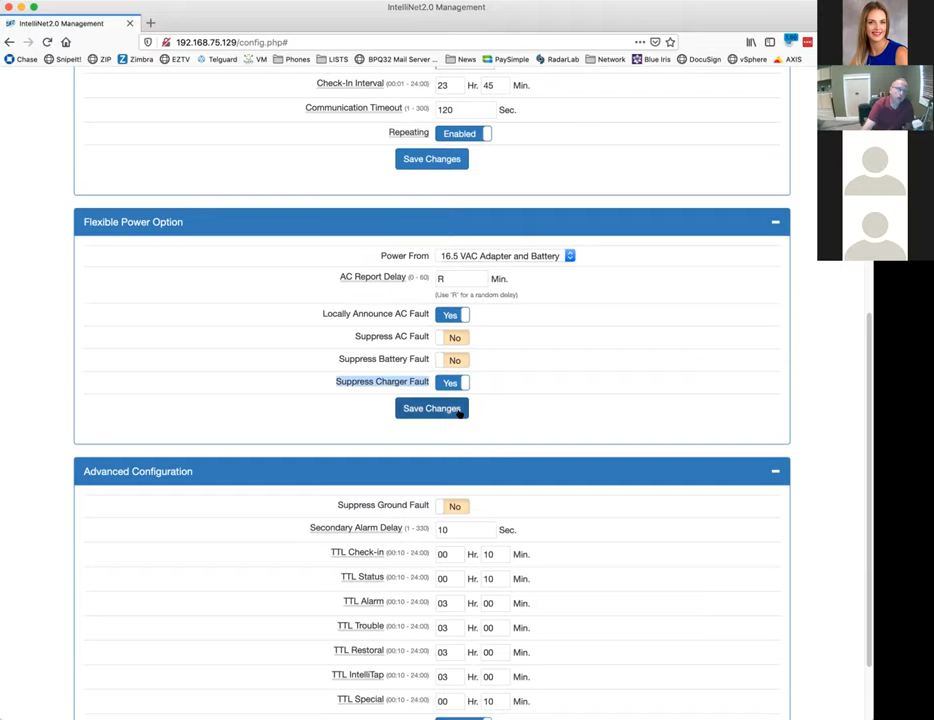 IntelliNet2.0 Management
IntelliNet2.0 Management
192.168.75.129/config.php#
Chase SnipeIt! ZIP Zimbra EZTV Telguard VM Phones LISTS BPQ32 Mail Server ... News PaySimple RadarLab Network Blue Iris DocuSign vSphere AXIS
Check-In Interval (00:01 - 24:00) 23 Hr. 45 Min.
Communication Timeout (1 - 300) 120 Sec.
Repeating Enabled
Save Changes
Flexible Power Option
Power From 16.5 VAC Adapter and Battery
AC Report Delay (0 - 60) R Min.
(Use 'R' for a random delay)
Locally Announce AC Fault Yes
Suppress AC Fault No
Suppress Battery Fault No
Suppress Charger Fault Yes
Save Changes
Advanced Configuration
Suppress Ground Fault No
Secondary Alarm Delay (1 - 330) 10 Sec.
TTL Check-in (00:10 - 24:00) 00 Hr. 10 Min.
TTL Status (00:10 - 24:00) 00 Hr. 10 Min.
TTL Alarm (00:10 - 24:00) 03 Hr. 00 Min.
TTL Trouble (00:10 - 24:00) 03 Hr. 00 Min.
TTL Restoral (00:10 - 24:00) 03 Hr. 00 Min.
TTL IntelliTap (00:10 - 24:00) 03 Hr. 00 Min.
TTL Special (00:10 - 24:00) 00 Hr. 10 Min.